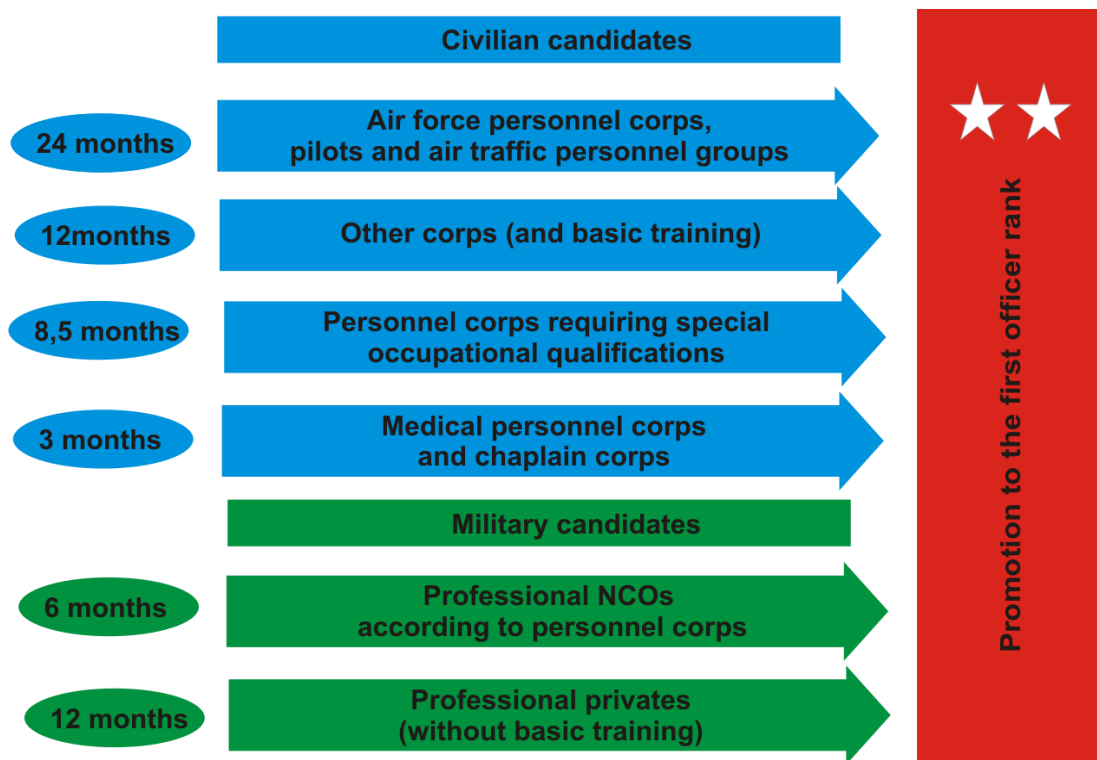 Civilian candidates
24 months
Air force personnel corps,
pilots and air traffic personnel groups
12months
Other corps (and basic training)
8,5 months
Personnel corps requiring special
occupational qualifications
3 months
Medical personnel corps
and chaplain corps
Military candidates
6 months
Professional NCOs
according to personnel corps
12 months
Professional privates
(without basic training)
Promotion to the first officer rank